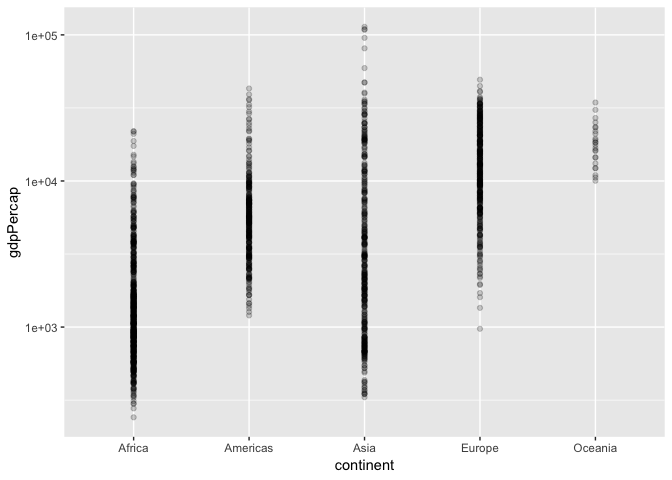 1e+05
1e+04
1e+03
gdpPercap
Africa
Americas
Asia
Europe
Oceania
continent